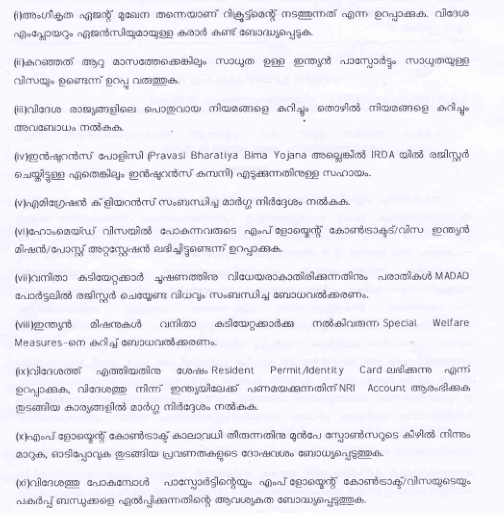 (i)അംഗീകൃത ഏജന്റ് മുഖേന തന്നെയാണ് റിക്രൂട്ട്മെന്റ് നടത്തുന്നത് എന്ന ഉറപ്പാക്കുക. വിദേശ
എംപ്ലോയറും ഏജൻസിയുമായുള്ള കരാർ കണ്ട് ബോദ്ധ്യപ്പെടുക.
(ii)കുറഞ്ഞത് ആറു മാസത്തേക്കെങ്കിലും സാധുത ഉള്ള ഇന്ത്യൻ പാസ്പോർട്ടും സാധുതയുള്ള
വിസയും ഉണ്ടെന്ന് ഉറപ്പു വരുത്തുക.
(iii)വിദേശ രാജ്യങ്ങളിലെ പൊതുവായ നിയമങ്ങളെ കുറിച്ചും തൊഴിൽ നിയമങ്ങളെ കുറിച്ചും
അവബോധം നൽകുക.
(iv)ഇൻഷുറൻസ് പോളിസി (Pravasi Bharatiya Bima Yojana അല്ലെങ്കിൽ IRDA യിൽ രജിസ്റ്റർ
ചെയ്തിട്ടുള്ള ഏതെങ്കിലും ഇൻഷുറൻസ് കമ്പനി) എടുക്കുന്നതിനുള്ള സഹായം.
(v)എമിഗ്രേഷൻ ക്ളിയറൻസ് സംബന്ധിച്ച മാർഗ്ഗ നിർദ്ദേശം നൽകുക.
(vi)ഹോംമെയ്ഡ് വിസയിൽ പോകുന്നവരുടെ എംപ്ളോയ്മെന്റ് കോൺട്രാക്ട്/വിസ ഇന്ത്യൻ
മിഷൻ/പോസ്റ്റ് അറ്റസ്റ്റേഷൻ ലഭിച്ചിട്ടുണ്ടെന്ന് ഉറപ്പാക്കുക.
(vii)വനിതാ കുടിയേറ്റക്കാർ ചൂഷണത്തിനു വിധേയരാകാതിരിക്കുന്നതിനും പരാതികൾ MADAD
പോർട്ടലിൽ രജിസ്റ്റർ ചെയ്യേണ്ട വിധവും സംബന്ധിച്ച ബോധവൽക്കരണം.
(viii)ഇന്ത്യൻ മിഷനുകൾ വനിതാ കുടിയേറ്റക്കാർക്കു നൽകിവരുന്ന Special Welfare
Measures-നെ കുറിച്ച് ബോധവൽക്കരണം.
(ix)വിദേശത്ത് എത്തിയതിനു ശേഷം Resident Permit/Identity Card ലഭിക്കുന്നു എന്ന്
ഉറപ്പാക്കുക, വിദേശത്തു നിന്ന് ഇന്ത്യയിലേക്ക് പണമയക്കുന്നതിന് NRI Account ആരംഭിക്കുക
തുടങ്ങിയ കാര്യങ്ങളിൽ മാർഗ്ഗ നിർദ്ദേശം നൽകുക.
(x)എംപ്ളോയ്മെന്റ് കോൺട്രാക്ട് കാലാവധി തീരുന്നതിനു മുൻപേ സ്പോൺസറുടെ കീഴിൽ നിന്നും
മാറുക, ഓടിപ്പോവുക തുടങ്ങിയ പ്രവണതകളുടെ ദോഷവശം ബോദ്ധ്യപ്പെടുത്തുക.
(xi)വിദേശത്തു പോകുമ്പോൾ പാസ്പോർട്ടിന്റെയും എംപ്ളോയ്മെന്റ് കോൺട്രാക്ട്/വിസയുടെയും
പകർപ്പ് ബന്ധുക്കളെ ഏൽപ്പിക്കുന്നതിന്റെ ആവശ്യകത ബോദ്ധ്യപ്പെടുത്തുക.